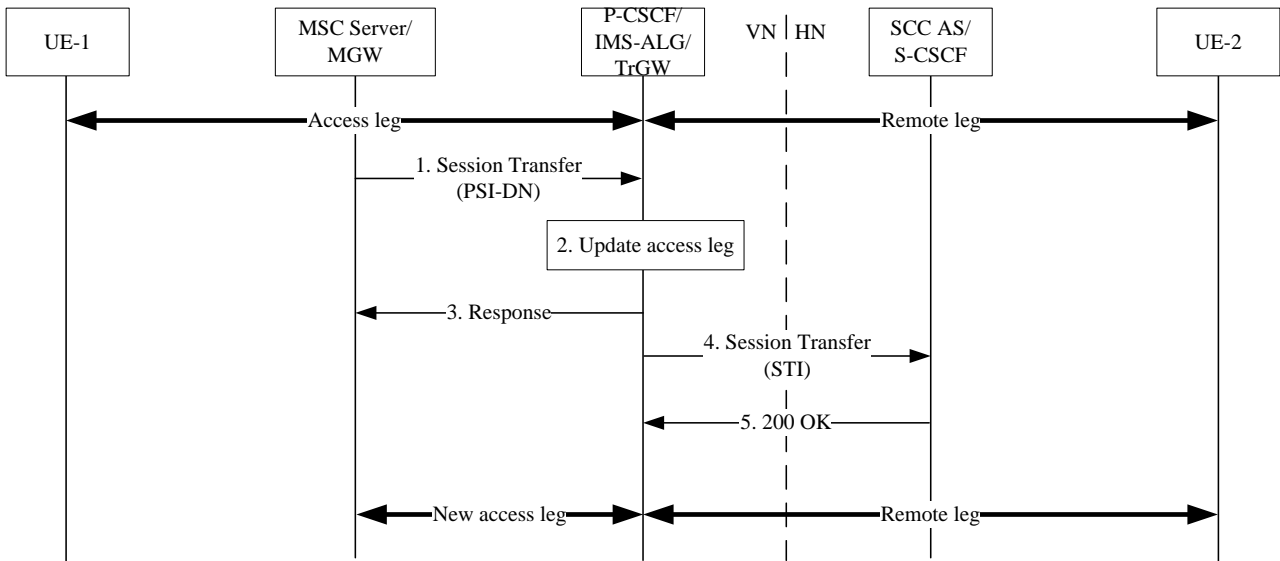 UE-1
MSC Server/
MGW
P-CSCF/
IMS-ALG/
TrGW
VN
HN
SCC AS/
S-CSCF
UE-2
Access leg
Remote leg
1. Session Transfer
(PSI-DN)
2. Update access leg
3. Response
4. Session Transfer
(STI)
5. 200 OK
New access leg
Remote leg